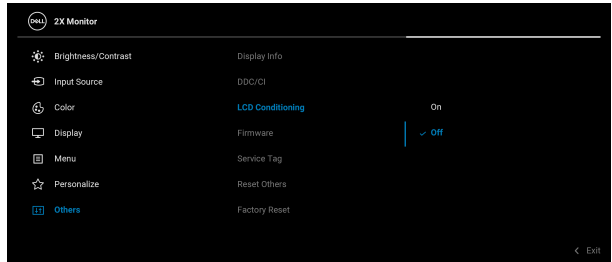 DELL 2X Monitor
Brightness/Contrast
Input Source
Color
Display
Menu
Personalize
Others
Display Info
DDC/CI
LCD Conditioning
Firmware
Service Tag
Reset Others
Factory Reset
On
Off
Exit